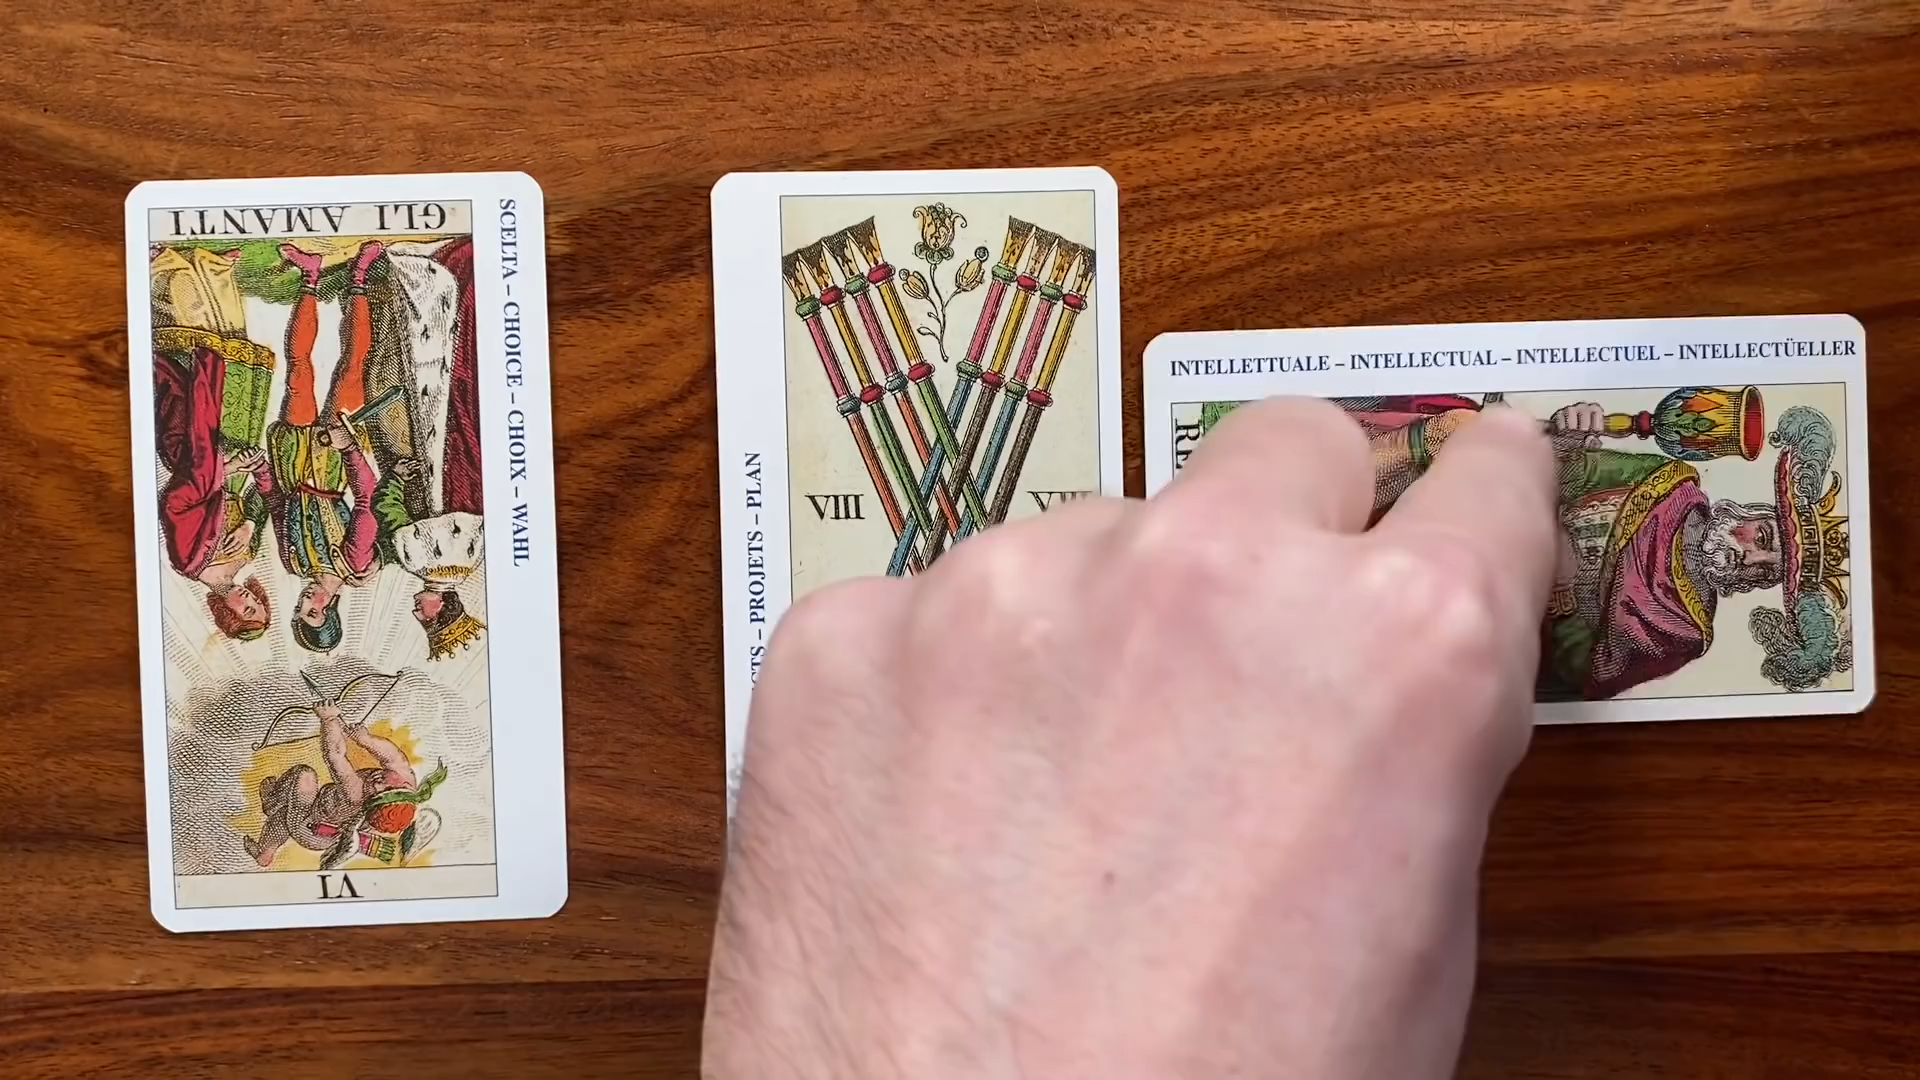 GLI AMANTI
SCELTA – CHOICE – CHOIX – WAHL
VI
VIII
– PROJETS – PLAN
INTELLETTUALE – INTELLECTUAL – INTELLECTUEL – INTELLECTÜELLER